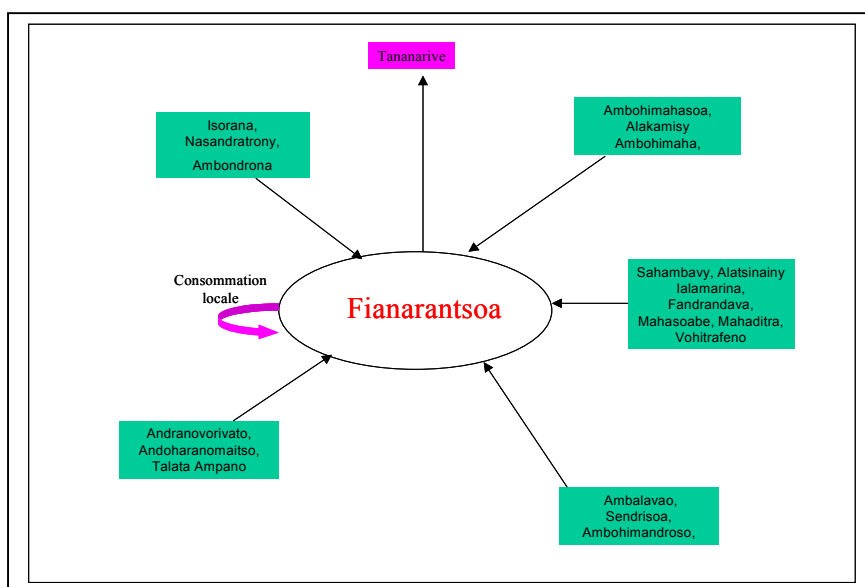 Tananarive
Isorana,
Nasandratrony,
Ambondrona
Ambohimahasoa,
Alakamisy
Ambohimaha,
Consommation
locale
Fianarantsoa
Sahambavy, Alatsinainy
Ialamarina,
Fandrandava,
Mahasoabe, Mahaditra,
Vohitrafeno
Andranovorivato,
Andoharanomaitso,
Talata Ampano
Ambalavao,
Sendrisoa,
Ambohimandroso,